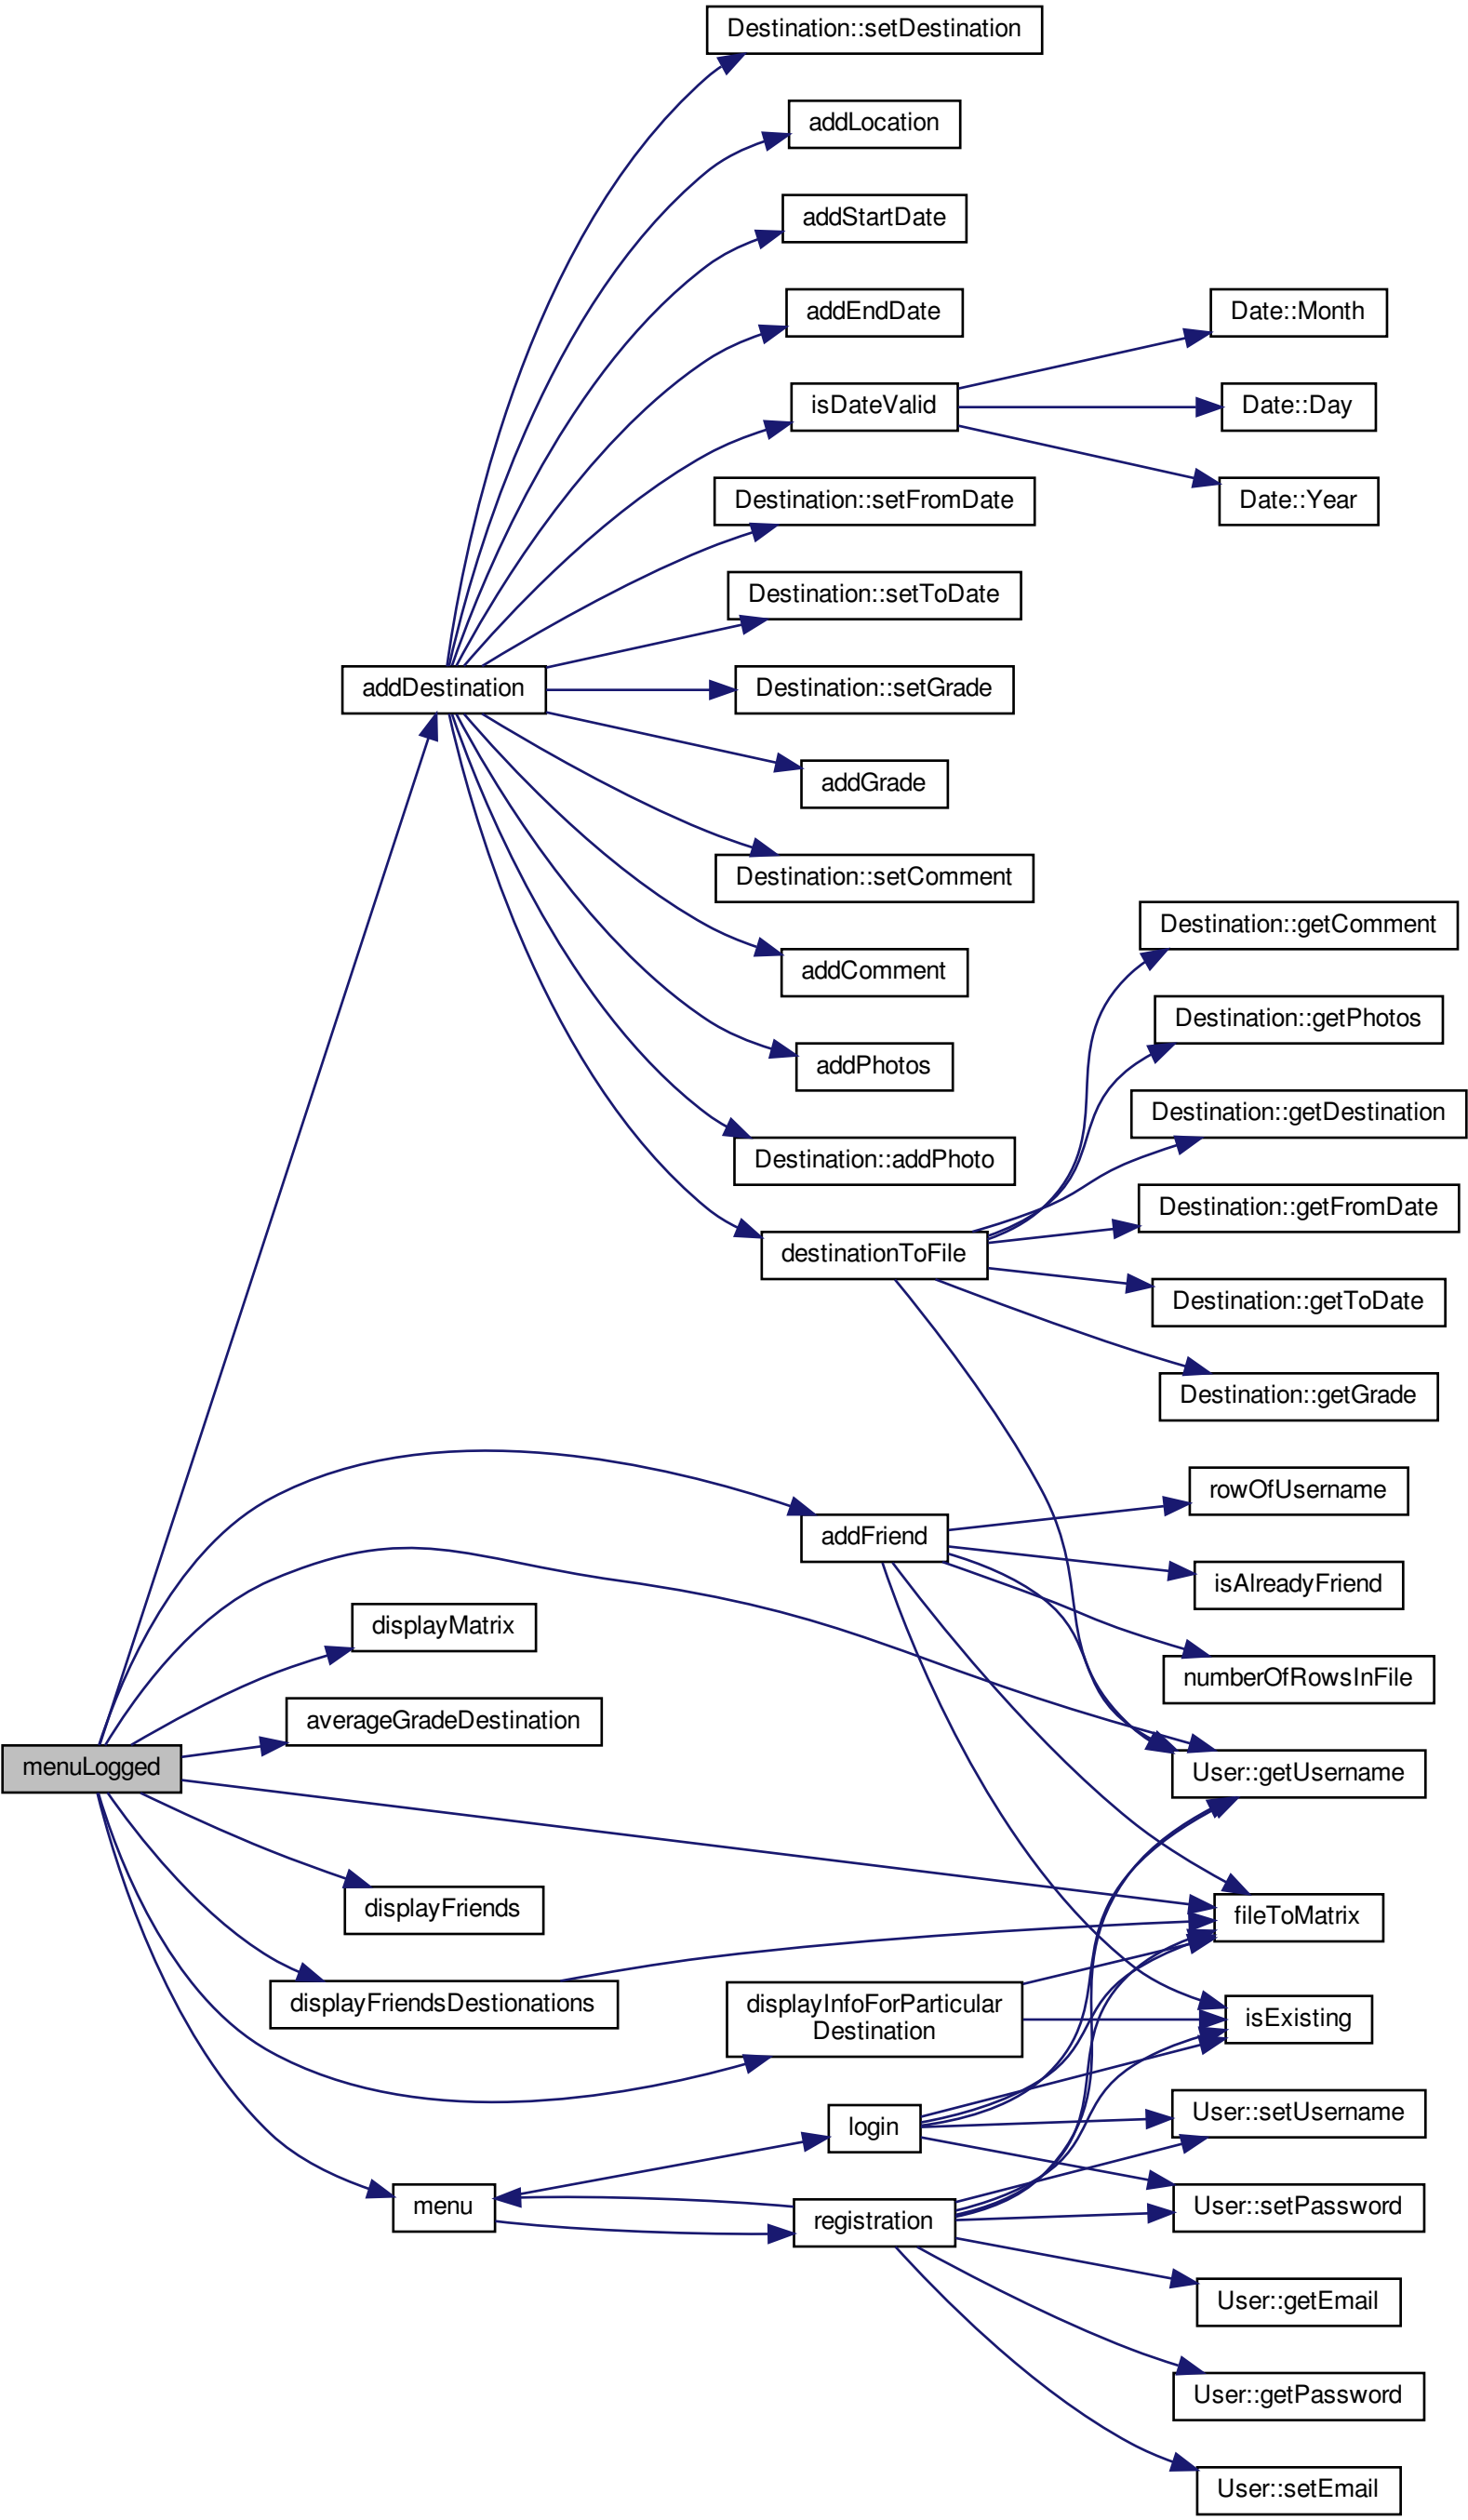 Destination::setDestination
addLocation
addStartDate
addEndDate
Date::Month
isDateValid
Date::Day
Destination::setFromDate
Date::Year
Destination::setToDate
addDestination
Destination::setGrade
addGrade
Destination::setComment
Destination::getComment
addComment
Destination::getPhotos
addPhotos
Destination::getDestination
Destination::addPhoto
Destination::getFromDate
destinationToFile
Destination::getToDate
Destination::getGrade
rowOfUsername
addFriend
isAlreadyFriend
displayMatrix
numberOfRowsInFile
averageGradeDestination
menuLogged
User::getUsername
displayFriends
fileToMatrix
displayFriendsDestionations
displayInfoForParticular
Destination
isExisting
login
User::setUsername
menu
User::setPassword
registration
User::getEmail
User::getPassword
User::setEmail